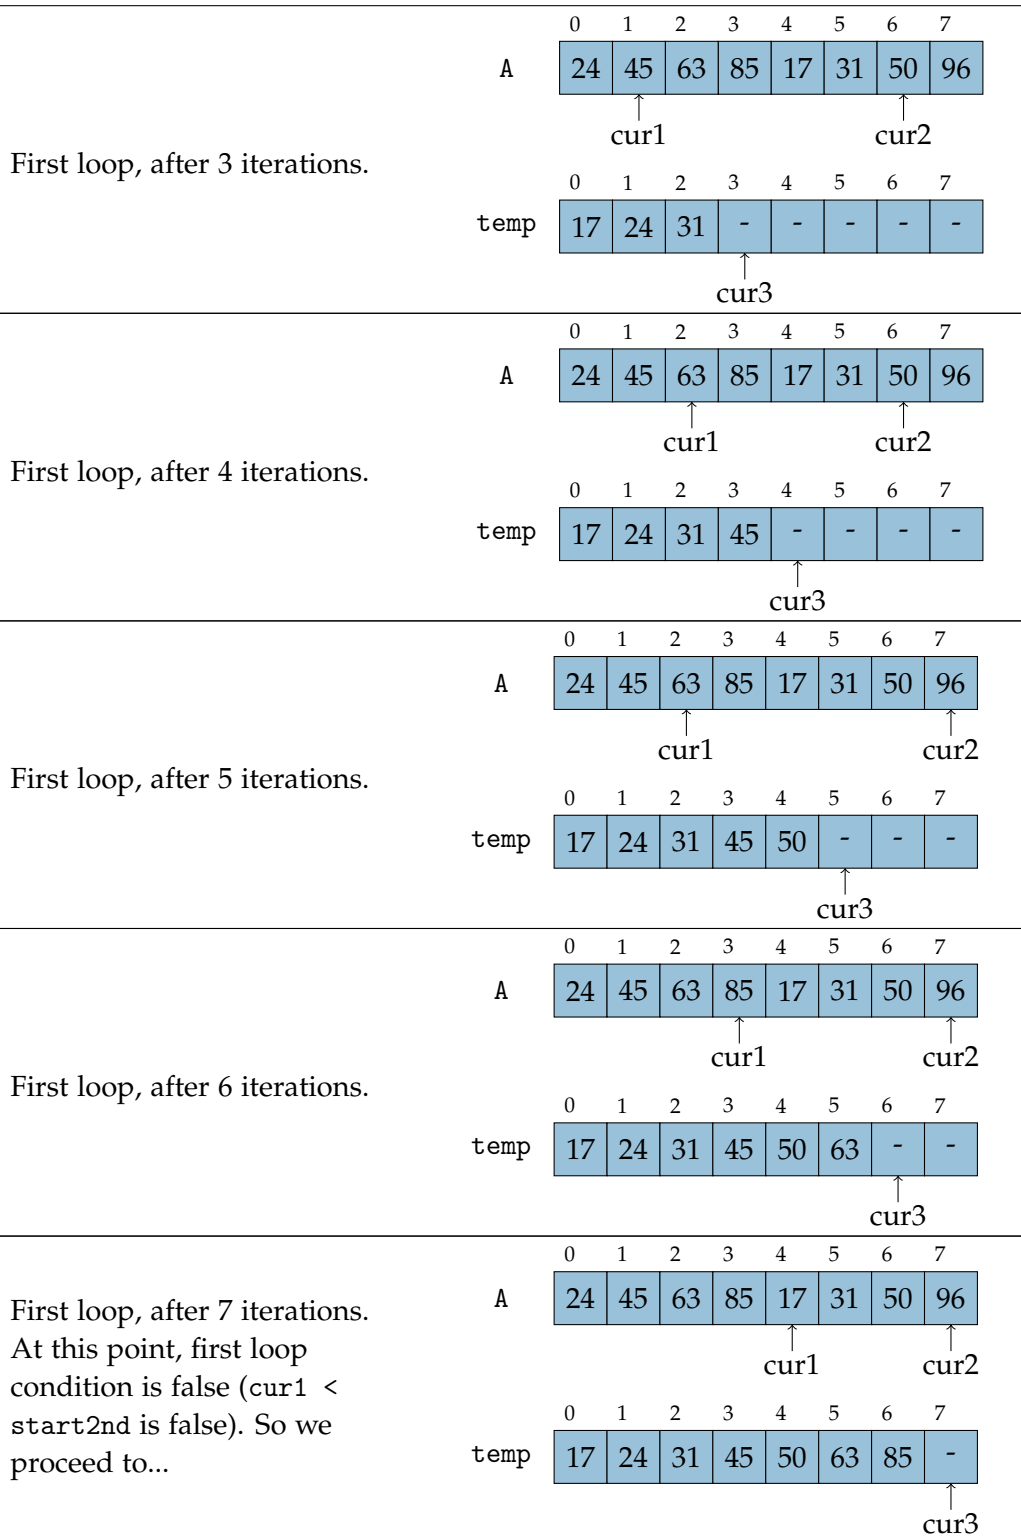 0 1 2 3 4 5 6 7
A 24 45 63 85 17 31 50 96
cur1 cur2
First loop, after 3 iterations.
0 1 2 3 4 5 6 7
temp 17 24 31 - - - - -
cur3
0 1 2 3 4 5 6 7
A 24 45 63 85 17 31 50 96
cur1 cur2
First loop, after 4 iterations.
0 1 2 3 4 5 6 7
temp 17 24 31 45 - - - -
cur3
0 1 2 3 4 5 6 7
A 24 45 63 85 17 31 50 96
cur1 cur2
First loop, after 5 iterations.
0 1 2 3 4 5 6 7
temp 17 24 31 45 50 - - -
cur3
0 1 2 3 4 5 6 7
A 24 45 63 85 17 31 50 96
cur1 cur2
First loop, after 6 iterations.
0 1 2 3 4 5 6 7
temp 17 24 31 45 50 63 - -
cur3
First loop, after 7 iterations.
At this point, first loop
condition is false (cur1 <
start2nd is false). So we
proceed to...
0 1 2 3 4 5 6 7
A 24 45 63 85 17 31 50 96
cur1 cur2
0 1 2 3 4 5 6 7
temp 17 24 31 45 50 63 85 -
cur3